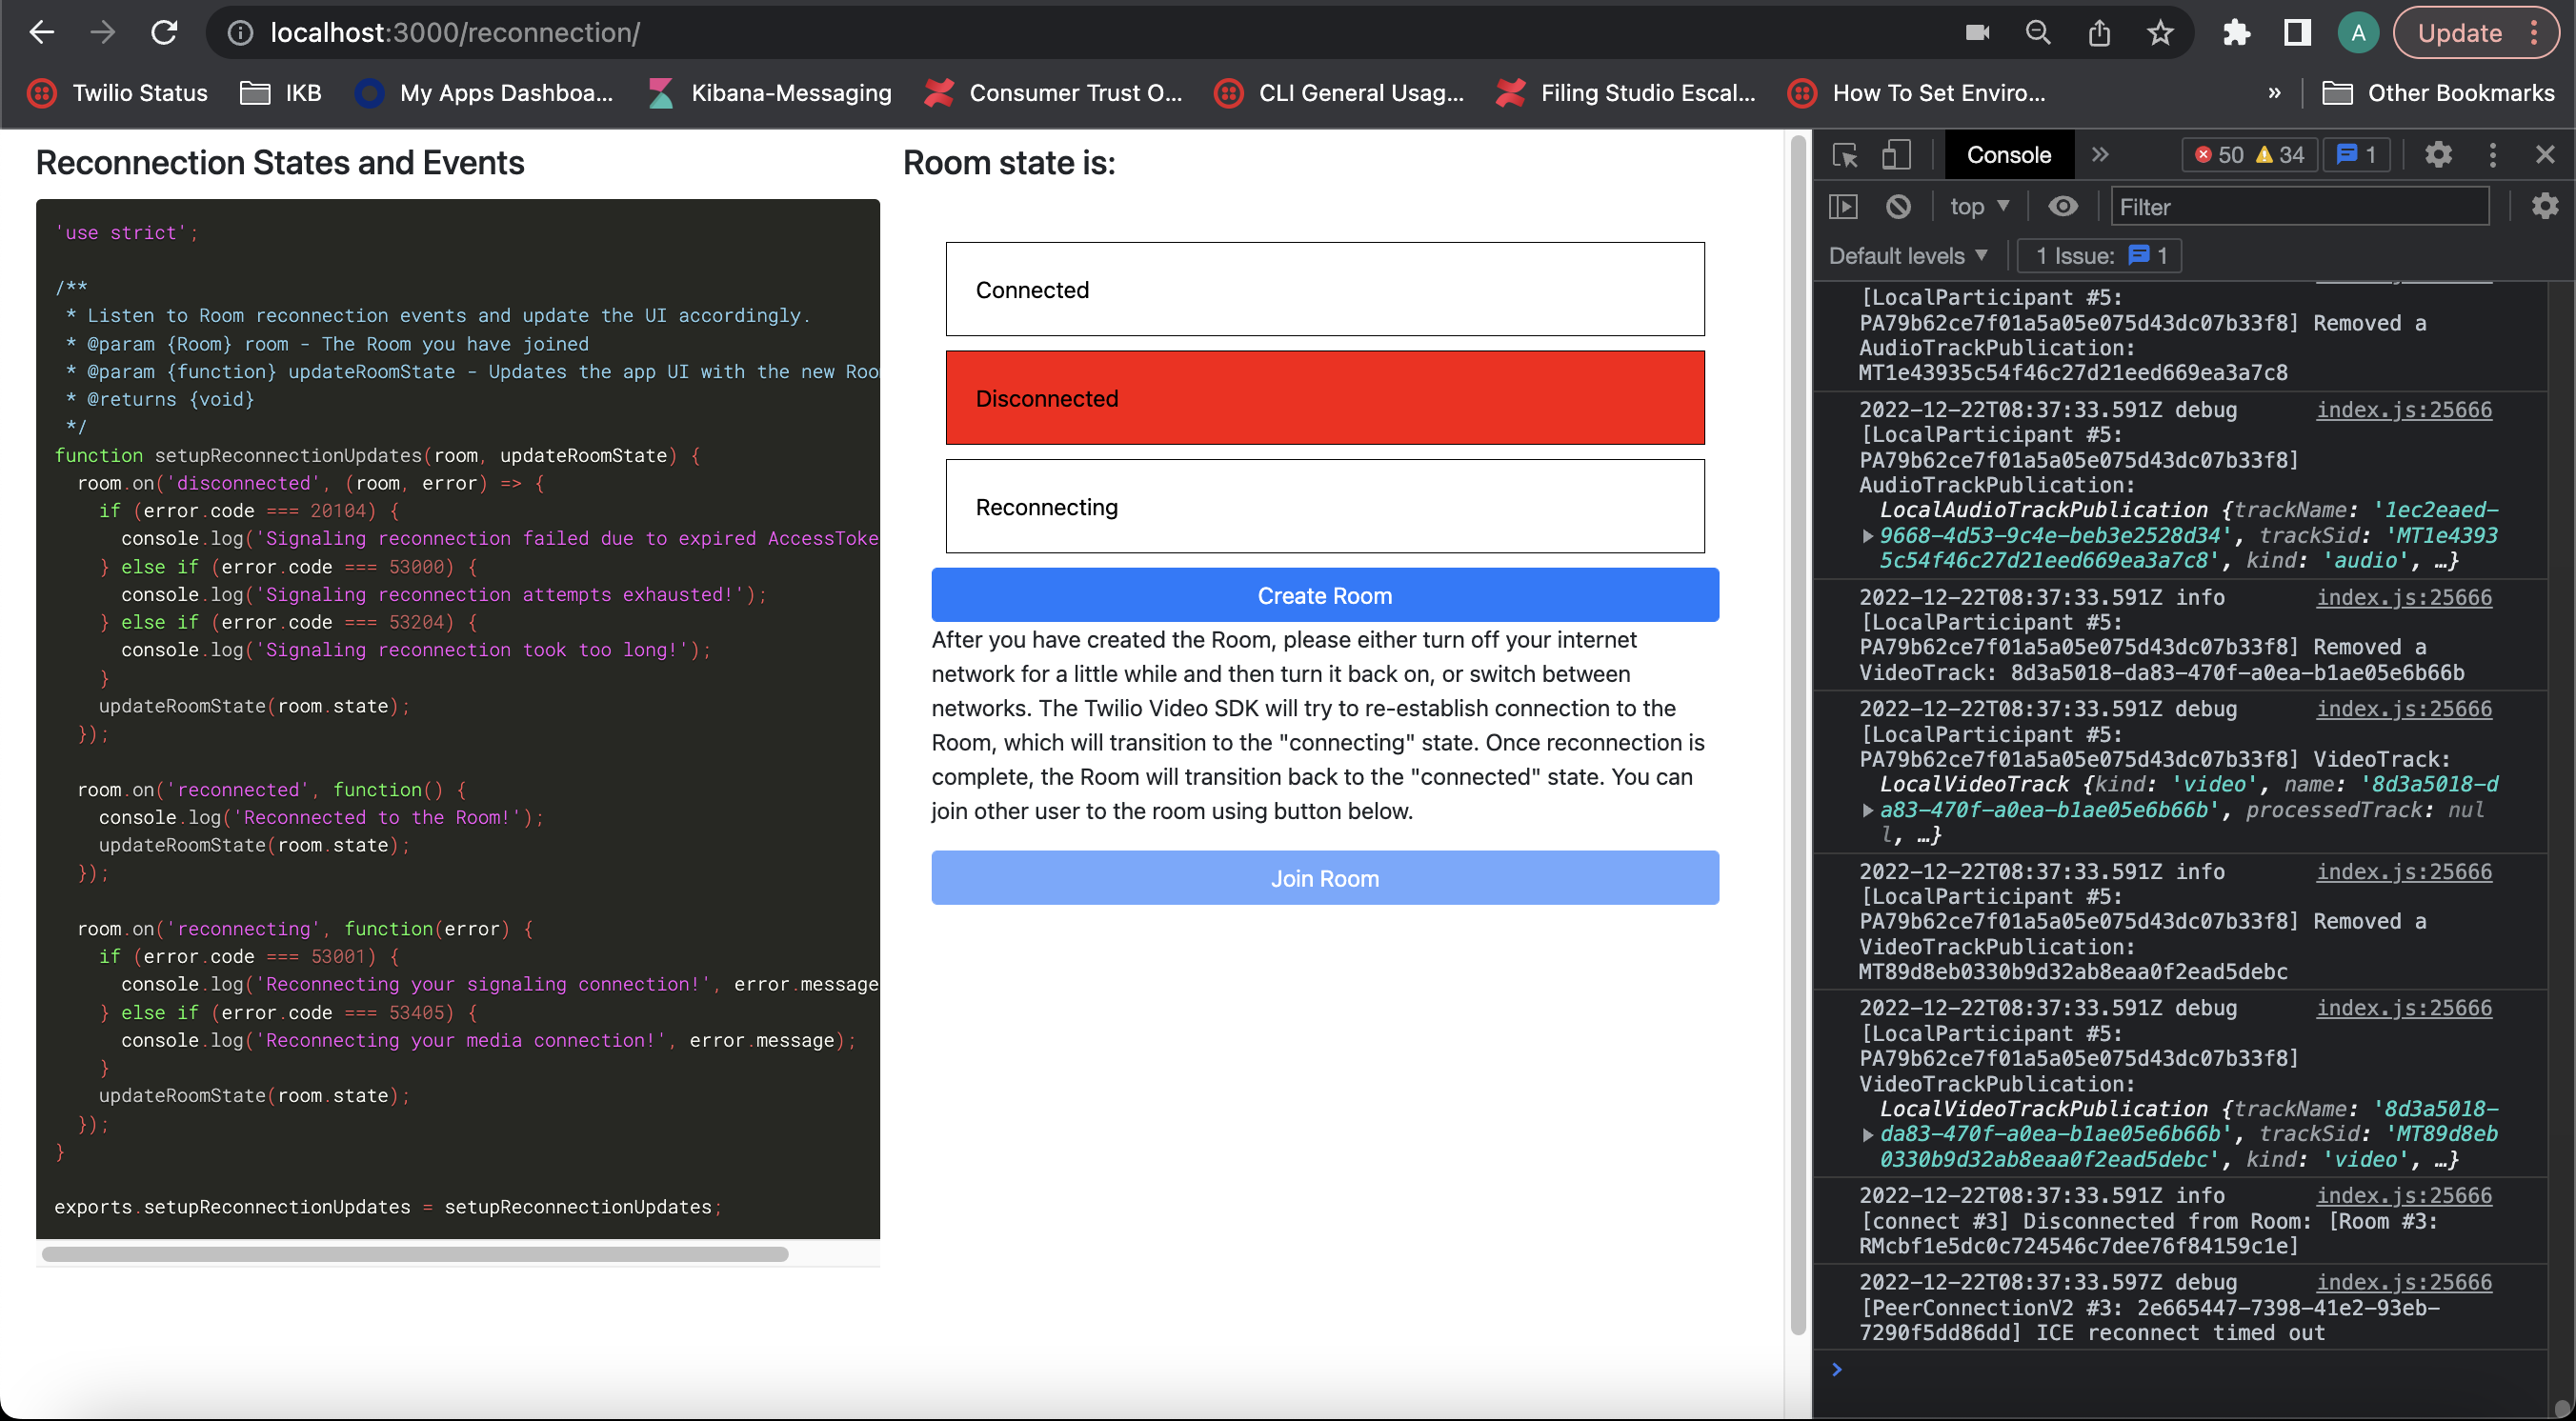 localhost:3000/reconnection/
A
Update
Twilio Status
IKB
My Apps Dashboa...
Kibana-Messaging
Consumer Trust O...
CLI General Usag...
Filing Studio Escal...
How To Set Enviro...
»
Other Bookmarks
Reconnection States and Events
'use strict';
/**
* Listen to Room reconnection events and update the UI accordingly.
* @param {Room} room - The Room you have joined
* @param {function} updateRoomState - Updates the app UI with the new Roo
* @returns {void}
*/
function setupReconnectionUpdates(room, updateRoomState) {
room.on('disconnected', (room, error) => {
if (error.code === 20104) {
console.log('Signaling reconnection failed due to expired AccessToke
} else if (error.code === 53000) {
console.log('Signaling reconnection attempts exhausted!');
} else if (error.code === 53204) {
console.log('Signaling reconnection took too long!');
}
updateRoomState(room.state);
});
room.on('reconnected', function() {
console.log('Reconnected to the Room!');
updateRoomState(room.state);
});
room.on('reconnecting', function(error) {
if (error.code === 53001) {
console.log('Reconnecting your signaling connection!', error.message
} else if (error.code === 53405) {
console.log('Reconnecting your media connection!', error.message);
}
updateRoomState(room.state);
});
}
exports.setupReconnectionUpdates = setupReconnectionUpdates;
Room state is:
Connected
Disconnected
Reconnecting
Create Room
After you have created the Room, please either turn off your internet
network for a little while and then turn it back on, or switch between
networks. The Twilio Video SDK will try to re-establish connection to the
Room, which will transition to the "connecting" state. Once reconnection is
complete, the Room will transition back to the "connected" state. You can
join other user to the room using button below.
Join Room
Console
»
50
34
1
top
Filter
Default levels
1 Issue: 1
[LocalParticipant #5:
PA79b62ce7f01a5a05e075d43dc07b33f8] Removed a
AudioTrackPublication:
MT1e43935c54f46c27d21eed669ea3a7c8
2022-12-22T08:37:33.591Z debug index.js:25666
[LocalParticipant #5:
PA79b62ce7f01a5a05e075d43dc07b33f8]
AudioTrackPublication:
LocalAudioTrackPublication {trackName: '1ec2eaed-
9668-4d53-9c4e-beb3e2528d34', trackSid: 'MT1e4393
5c54f46c27d21eed669ea3a7c8', kind: 'audio', …}
2022-12-22T08:37:33.591Z info index.js:25666
[LocalParticipant #5:
PA79b62ce7f01a5a05e075d43dc07b33f8] Removed a
VideoTrack: 8d3a5018-da83-470f-a0ea-b1ae05e6b66b
2022-12-22T08:37:33.591Z debug index.js:25666
[LocalParticipant #5:
PA79b62ce7f01a5a05e075d43dc07b33f8] VideoTrack:
LocalVideoTrack {kind: 'video', name: '8d3a5018-d
a83-470f-a0ea-b1ae05e6b66b', processedTrack: nul
l, …}
2022-12-22T08:37:33.591Z info index.js:25666
[LocalParticipant #5:
PA79b62ce7f01a5a05e075d43dc07b33f8] Removed a
VideoTrackPublication:
MT89d8eb0330b9d32ab8eaa0f2ead5debc
2022-12-22T08:37:33.591Z debug index.js:25666
[LocalParticipant #5:
PA79b62ce7f01a5a05e075d43dc07b33f8]
VideoTrackPublication:
LocalVideoTrackPublication {trackName: '8d3a5018-
da83-470f-a0ea-b1ae05e6b66b', trackSid: 'MT89d8eb
0330b9d32ab8eaa0f2ead5debc', kind: 'video', …}
2022-12-22T08:37:33.591Z info index.js:25666
[connect #3] Disconnected from Room: [Room #3:
RMcbf1e5dc0c724546c7dee76f84159c1e]
2022-12-22T08:37:33.597Z debug index.js:25666
[PeerConnectionV2 #3: 2e665447-7398-41e2-93eb-
7290f5dd86dd] ICE reconnect timed out